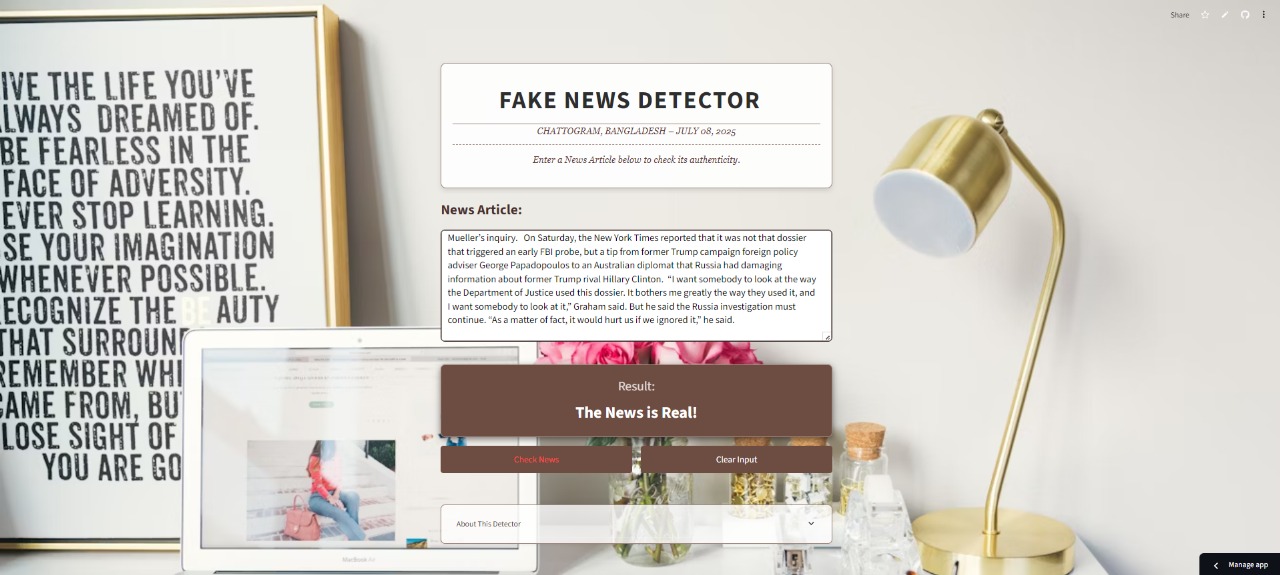 Share
IVE THE LIFE YOU'VE
LWAYS DREAMED OF.
BE FEARLESS IN THE
FACE OF ADVERSITY.
EVER STOP LEARNING.
SE YOUR IMAGINATION
WHENEVER POSSIBLE.
ECOGNIZE THE BE AUTY
THAT SURROUN
REMEMBER WH
CAME FROM, BU
LOSE SIGHT OF
YOU ARE GO
MacBook Air
FAKE NEWS DETECTOR
CHATTOGRAM, BANGLADESH – JULY 08, 2025
Enter a News Article below to check its authenticity.
News Article:
Mueller's inquiry. On Saturday, the New York Times reported that it was not that dossier
that triggered an early FBI probe, but a tip from former Trump campaign foreign policy
adviser George Papadopoulos to an Australian diplomat that Russia had damaging
information about former Trump rival Hillary Clinton. “I want somebody to look at the way
the Department of Justice used this dossier. It bothers me greatly the way they used it, and
I want somebody to look at it,” Graham said. But he said the Russia investigation must
continue. “As a matter of fact, it would hurt us if we ignored it,” he said.
Result:
The News is Real!
Check News
Clear Input
About This Detector
Manage app